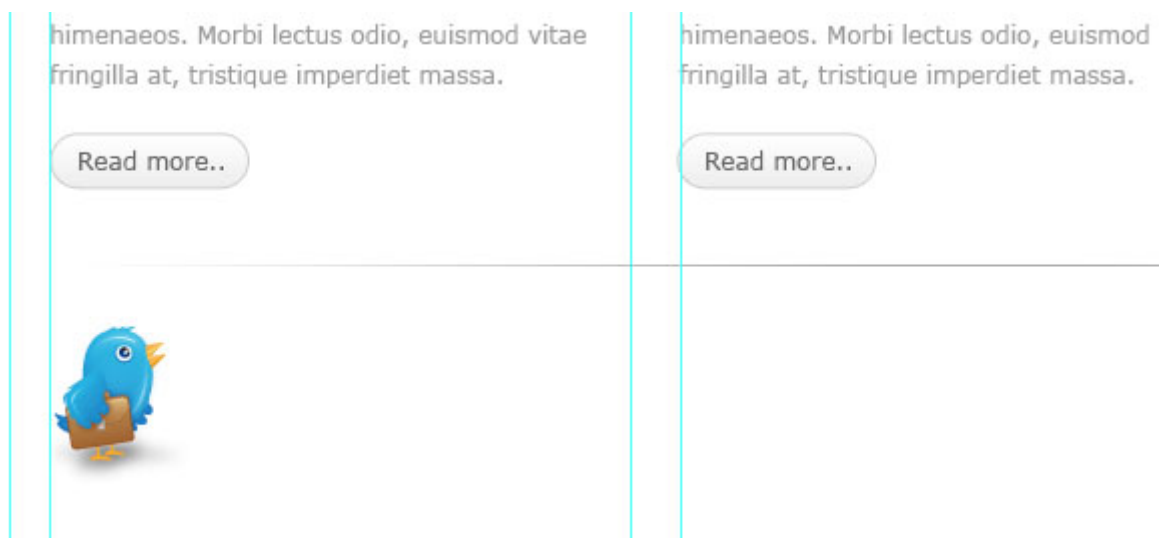 himenaeos. Morbi lectus odio, euismod vitae
fringilla at, tristique imperdiet massa.
Read more..
himenaeos. Morbi lectus odio, euismod
fringilla at, tristique imperdiet massa.
Read more..